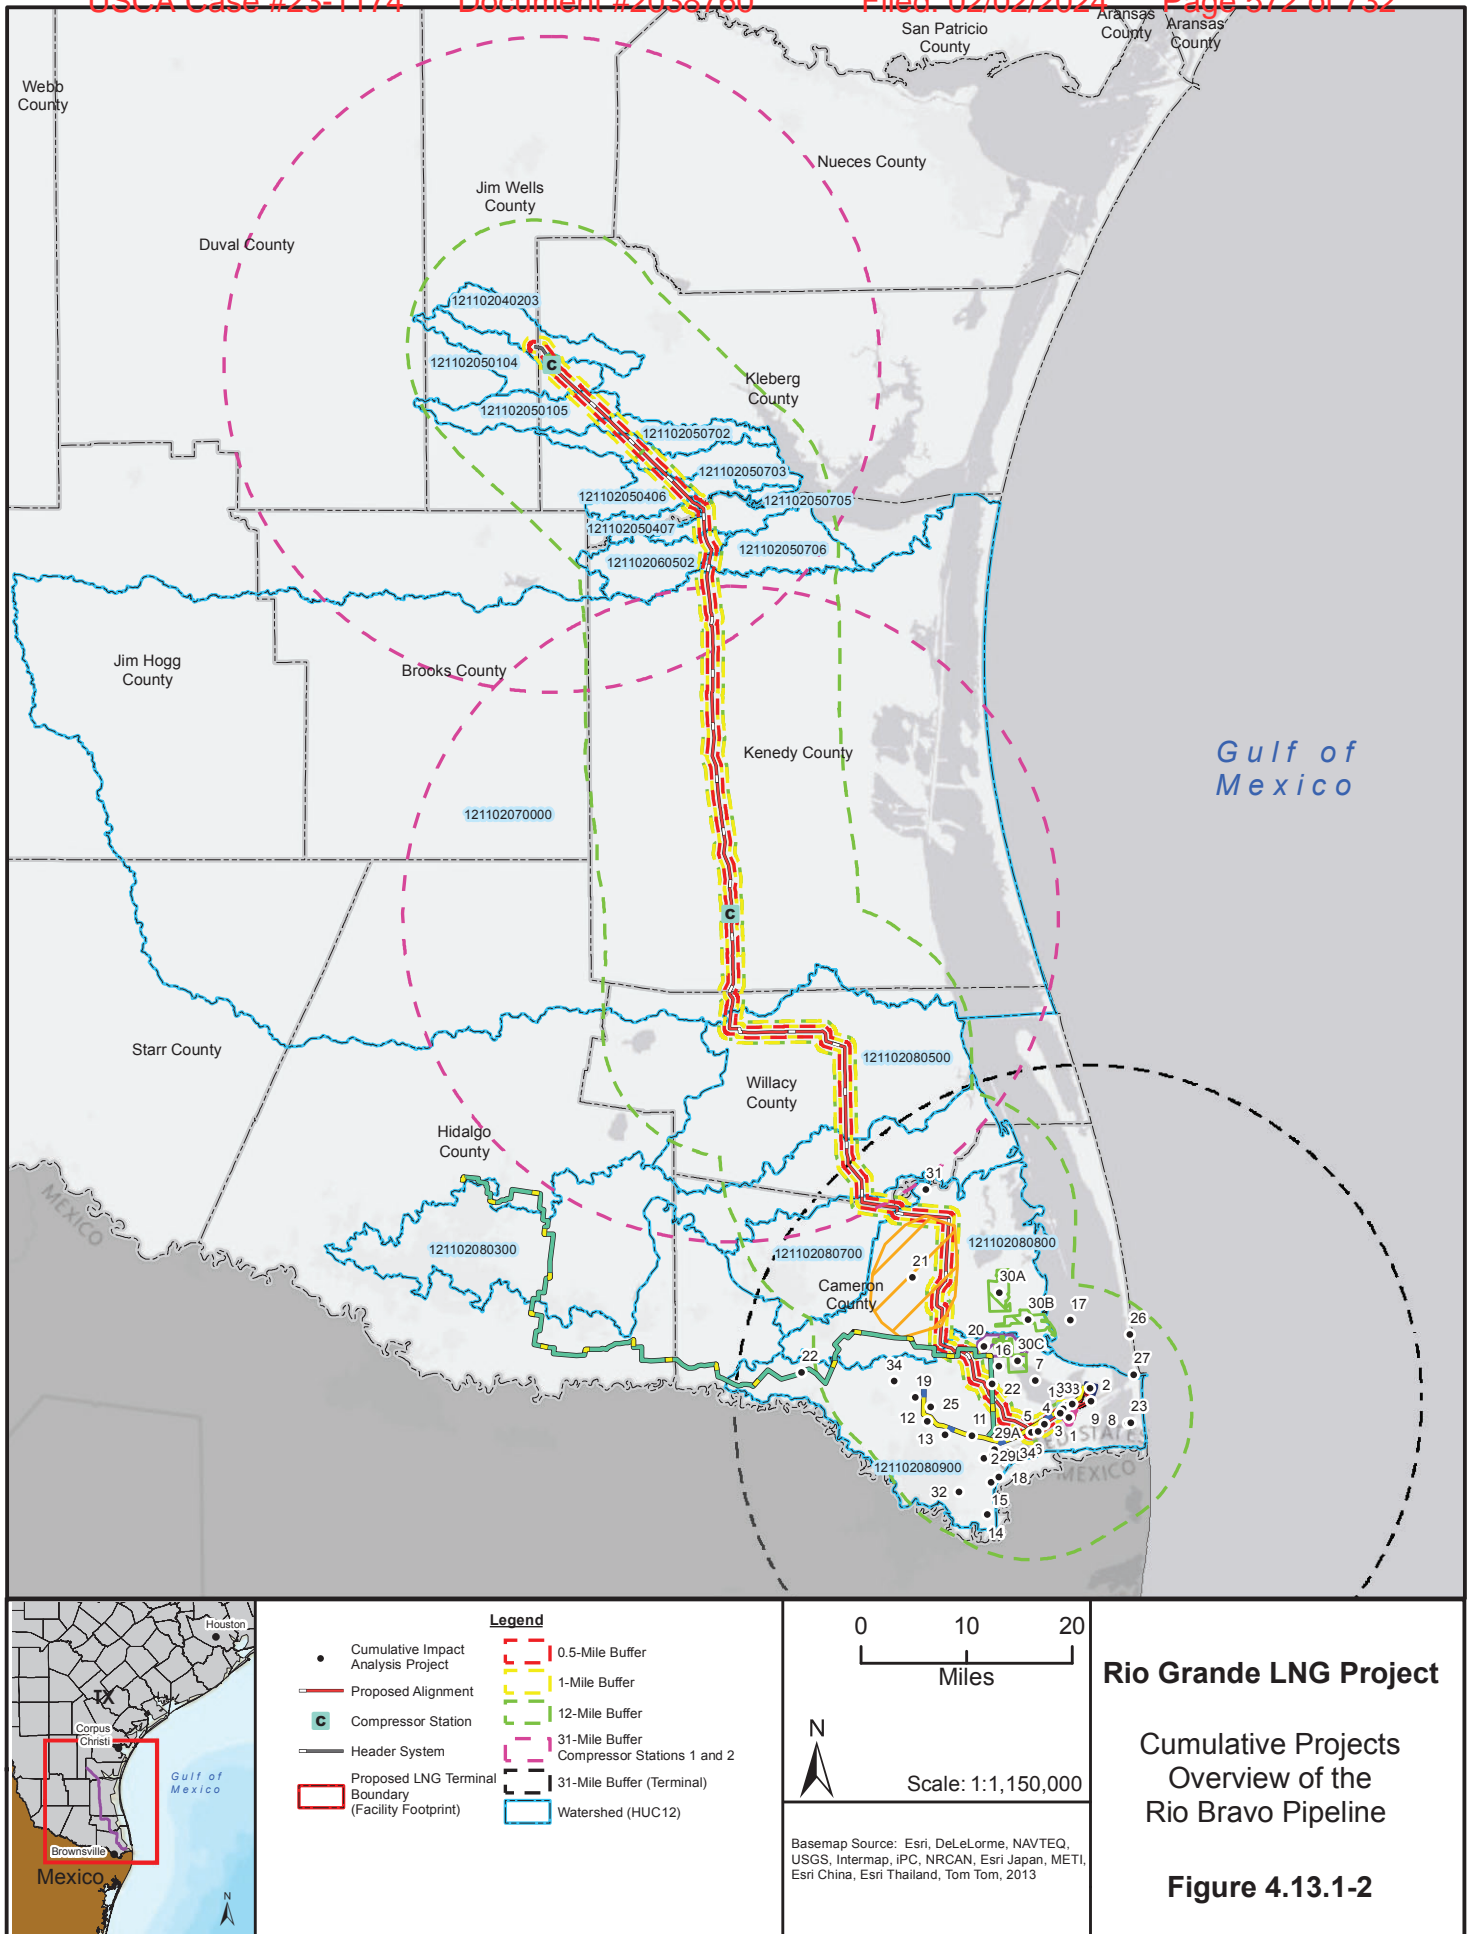 USCA Case #23-1174 Document #2038760 Filed: 02/02/2024 Page 572 of 732
San Patricio
County
Aransas
County
Aransas
County
Webb
County
Nueces County
Jim Wells
County
Duval County
121102040203
121102050104
C
Kleberg
County
121102050105
121102050702
121102050703
121102050406
121102050705
121102050407
121102050706
121102060502
Jim Hogg
County
Brooks County
Kenedy County
Gulf of
Mexico
121102070000
C
Starr County
121102080500
Willacy
County
Hidalgo
County
MEXICO
31
121102080300
121102080700
121102080800
21
Cameron
County
30A
30B
17
26
20
30C
16
27
22
34
7
22
2
19
25
4
12
11
5
9
8
23
13
29A
3
1
121102080900
MEXICO
18
32
15
14
Houston
TX
Corpus
Christi
Gulf of
Mexico
Brownsville
Mexico
N
Legend
Cumulative Impact
Analysis Project
Proposed Alignment
C Compressor Station
Header System
Proposed LNG Terminal
Boundary
(Facility Footprint)
0.5-Mile Buffer
1-Mile Buffer
12-Mile Buffer
31-Mile Buffer
Compressor Stations 1 and 2
31-Mile Buffer (Terminal)
Watershed (HUC12)
0 10 20
Miles
N
Scale: 1:1,150,000
Basemap Source: Esri, DeLeLorme, NAVTEQ,
USGS, Intermap, iPC, NRCAN, Esri Japan, METI,
Esri China, Esri Thailand, Tom Tom, 2013
Rio Grande LNG Project
Cumulative Projects
Overview of the
Rio Bravo Pipeline
Figure 4.13.1-2